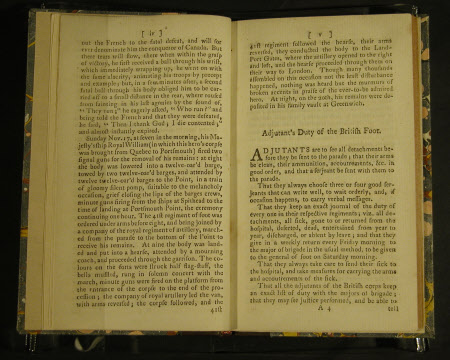 [ iv ]
not the French to the total defeat, and will for
ever denominate him the conqueror of Canada. But
these tears will flow, when within the grasp
of victory, he first received a ball through his wrist,
which immediately wrapping up, he went on with
the same alacrity, animating his troops by precept
and example; but, in a few minutes after, a second
fatal ball through his body obliged him to be car-
ried off to a small distance in the rear, where roused
from fainting in his last agonies by the sound of,
" They run," he eagerly asked, " Who run?" and
being told the French and that they were defeated,
he said, " Then I thank God; I die contented;"
and almost instantly expired.
Sunday Nov. 17, at seven in the morning, his Ma-
jesty's ship Royal William (in which this hero's corpse
was brought from Quebec to Portsmouth) fired two
signal guns for the removal of his remains; at eight
the body was lowered into a twelve-oar'd barge,
towed by two twelve-oar'd barges, and attended by
twelve twelve-oar'd barges to the Point, in a train
of gloomy silent pomp, suitable to the melancholy
occasion, grief closing the lips of the barges crews,
minute guns firing from the ships at Spithead to the
time of landing at Portsmouth Point, the ceremony
continuing one hour. The 41st regiment of foot was
ordered under arms before eight, and being joined by
a company of the royal regiment of artillery, march-
ed from the parade to the bottom of the Point to
receive his remains. At nine the body was land-
ed and put into a hearse, attended by a mourning
coach, and proceeded through the garrison. The co-
lours on the forts were struck half flag-staff, the
bells muffled, rung in solemn concert with the
march, minute guns were fired on the platform from
the entrance of the corpse to the end of the pro-
cession; the company of royal artillery led the van,
with arms reversed; the corpse followed, and the
41st
[ v ]
41st regiment followed the hearse, their arms
reversed, they conducted the body to the Land-
Port Gates, where the artillery opened to the right
and left, and the hearse proceeded through them on
their way to London. Though many thousands
assembled on the occasion not the least disturbance
happened, nothing was heard but the murmurs of
broken accents in praise of the ever-to-be admired
hero. At night, on the 20th, his remains were de-
posited in his family vault at Greenwich.
Adjutant's Duty of the British Foot.
ADJUTANTS are to see all detachments be-
fore they be sent to the parade; that their arms
be clean, their ammunition, accoutrements, &c. in
good order, and that a serjeant be sent with them to
the parade.
That they always choose three or four good ser-
jeants that can write well, to wait orderly, and, if
occasion happens, to carry verbal messages.
That they keep an exact journal of the duty of
every one in their respective regiments; viz. all de-
tachments, all sick, gone to or returned from the
hospital, deserted, dead, entertained from year to
year, discharged, or absent by leave; and that they
give in a weekly return every Friday morning to
the major of brigade in the usual method, to be given
to the general of foot on Saturday morning.
That they always take care to send their sick to
the hospital, and take measures for carrying the arms
and accoutrements of the sick.
That all the adjutants of the British corps keep
an exact list of duty with the majors of brigade;
that they may see justice performed, and be able to
A 4
tell